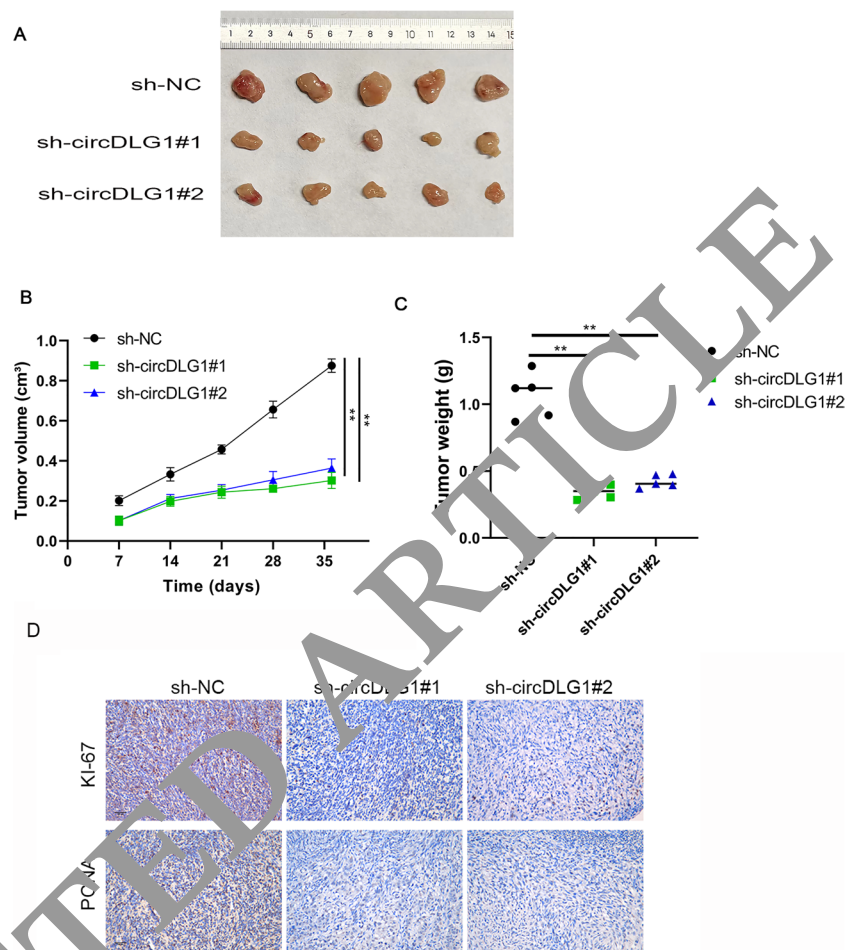 A
1 2 3 4 5 6 7 8 9 10 11 12 13 14 15
sh-NC
sh-circDLG1#1
sh-circDLG1#2
B
sh-NC
sh-circDLG1#1
sh-circDLG1#2
1.0
0.8
0.6
0.4
0.2
0.0
Tumor volume (cm³)
0 7 14 21 28 35
Time (days)
**
**
C
1.5
1.0
0.0
weight (g)
**
**
sh-NC
sh-circDLG1#1
sh-circDLG1#2
sh-circDLG1#1
sh-circDLG1#2
D
sh-NC sh-circDLG1#1 sh-circDLG1#2
KI-67
ARTICLE